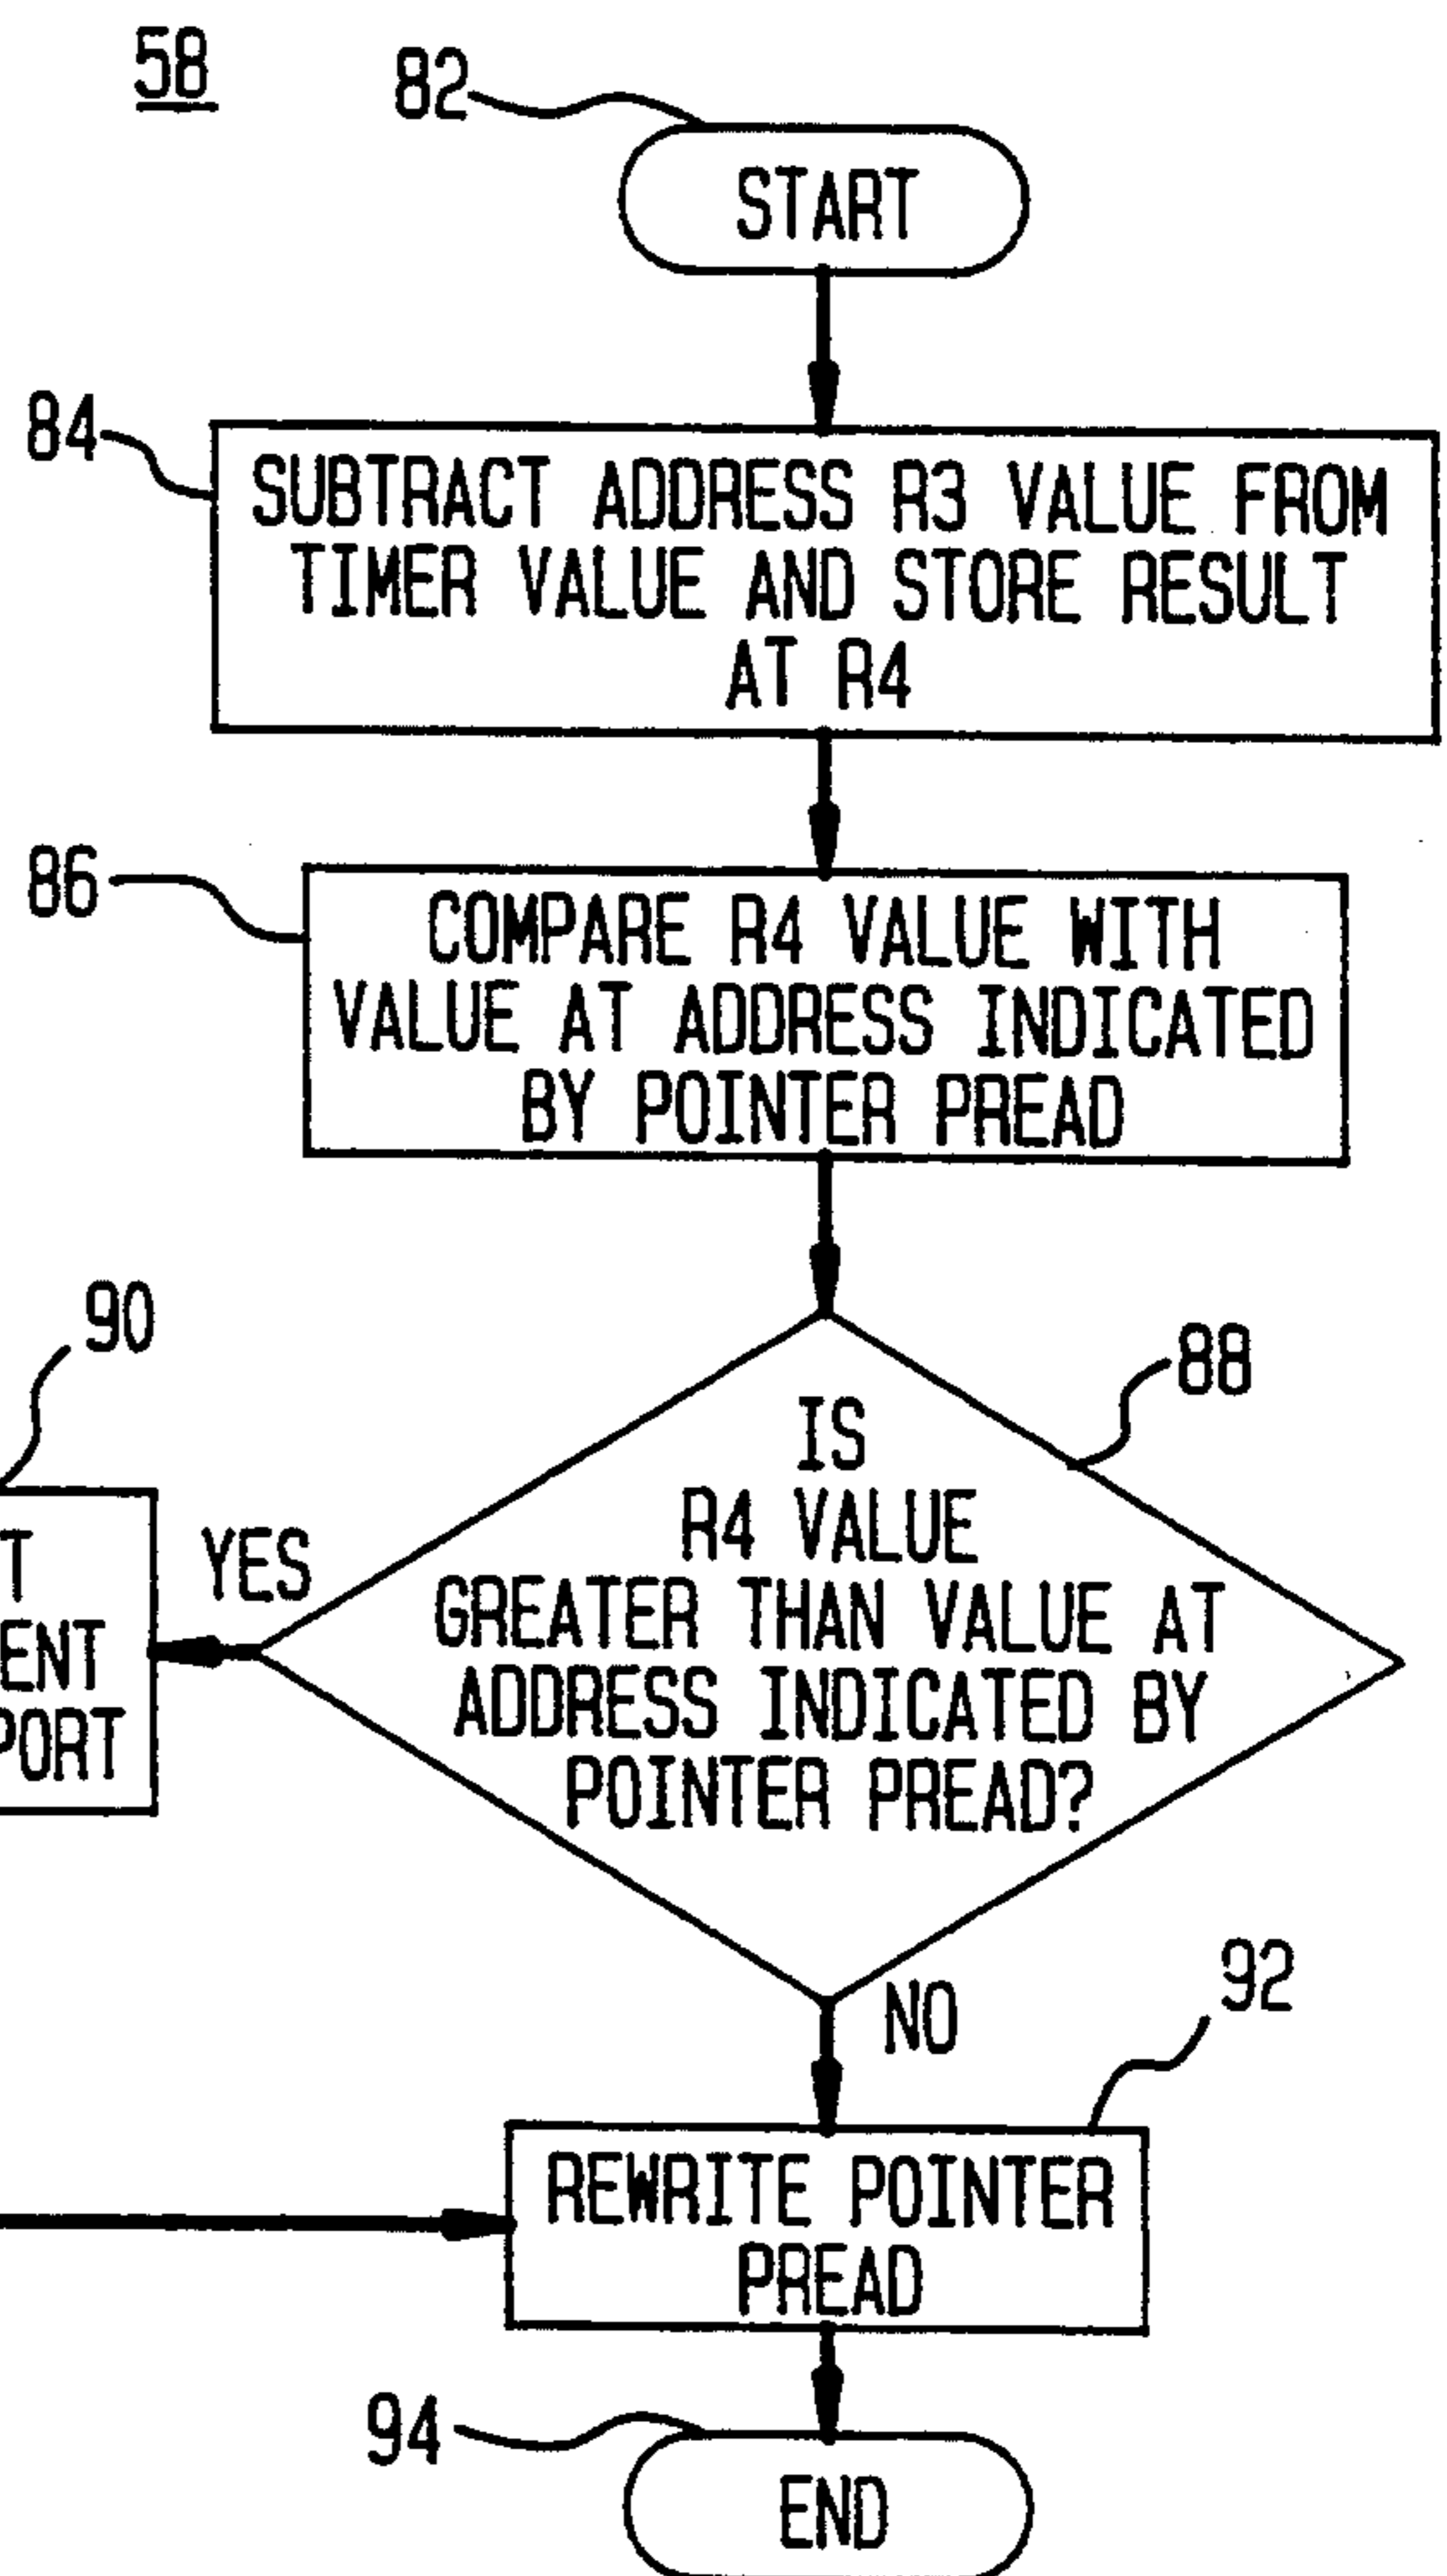 58
82
START
84
SUBTRACT ADDRESS R3 VALUE FROM
TIMER VALUE AND STORE RESULT
AT R4
86
COMPARE R4 VALUE WITH
VALUE AT ADDRESS INDICATED
BY POINTER PREAD
90
88
IS
R4 VALUE
GREATER THAN VALUE AT
ADDRESS INDICATED BY
POINTER PREAD?
YES
NO
92
REWRITE POINTER
PREAD
94
END